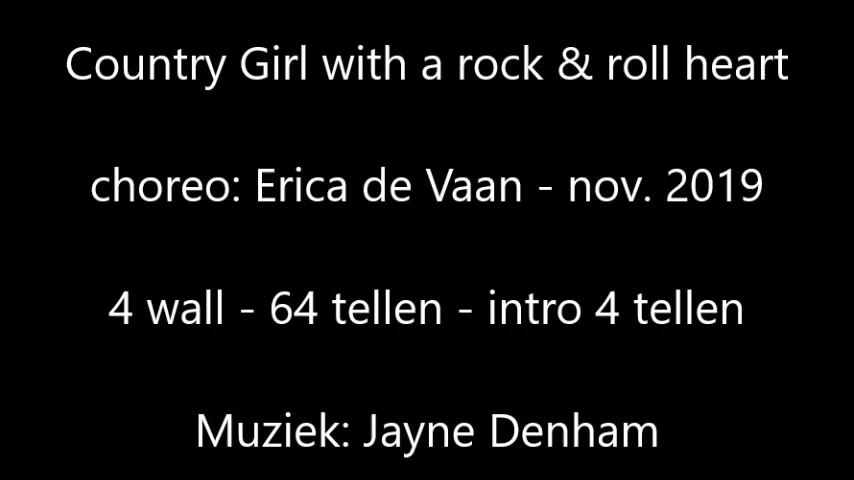 Country Girl with a rock & roll heart
choreo: Erica de Vaan - nov. 2019
4 wall - 64 tellen - intro 4 tellen
Muziek: Jayne Denham